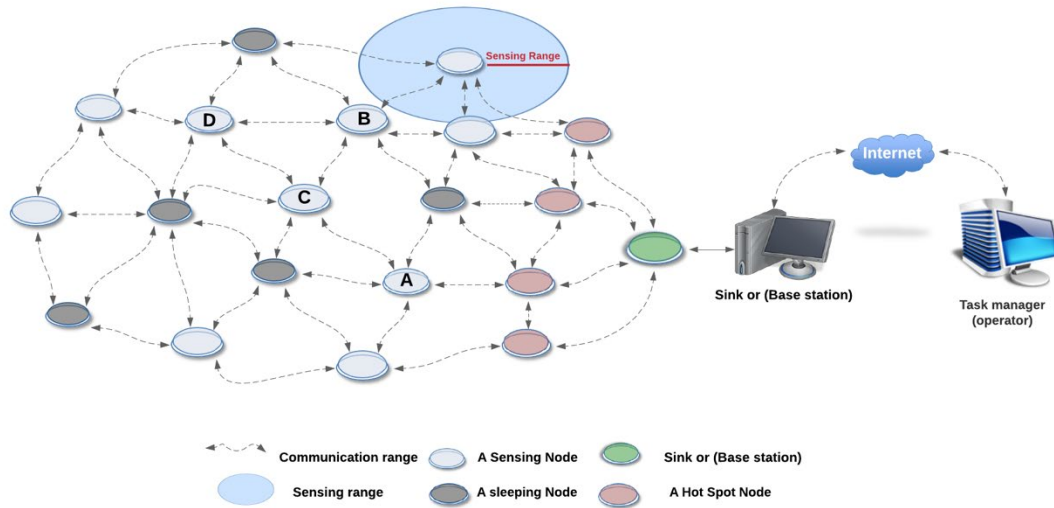 Sensing Range
D
B
C
A
Internet
Sink or (Base station)
Task manager
(operator)
Communication range
A Sensing Node
Sink or (Base station)
Sensing range
A sleeping Node
A Hot Spot Node